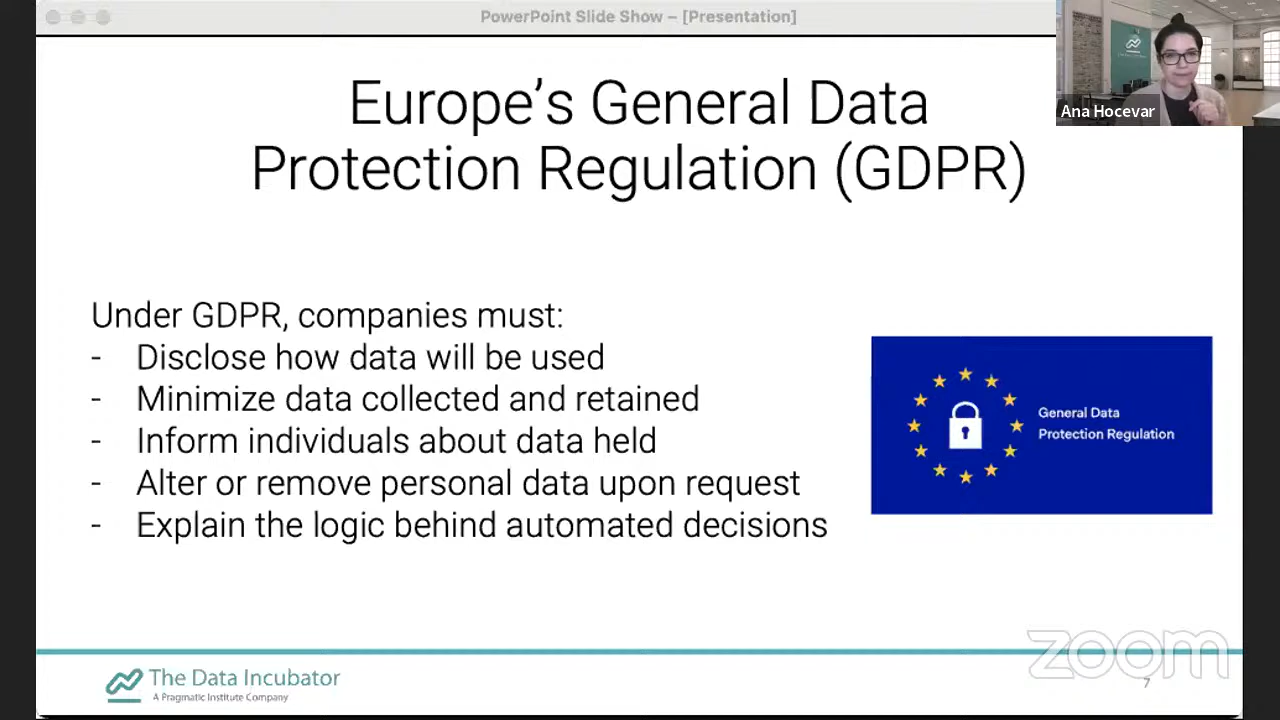 PowerPoint Slide Show – [Presentation]
Ana Hocevar
Europe’s General Data
Protection Regulation (GDPR)
Under GDPR, companies must:
- Disclose how data will be used
- Minimize data collected and retained
- Inform individuals about data held
- Alter or remove personal data upon request
- Explain the logic behind automated decisions
General Data
Protection Regulation
zoom
7
The Data Incubator
A Pragmatic Institute Company